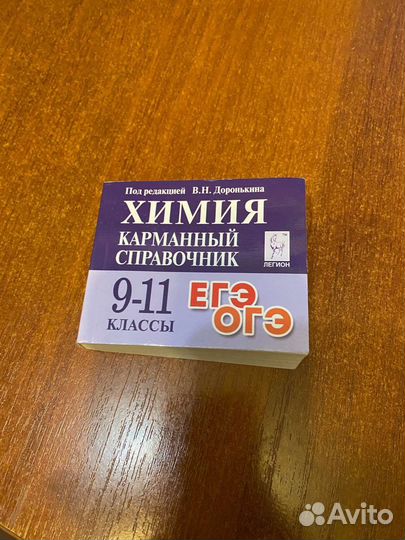 Под редакцией В.Н. Доронькина
ХИМИЯ
КАРМАННЫЙ
СПРАВОЧНИК
ЛЕГИОН
9-11
КЛАССЫ
ЕГЭ
ОГЭ
Avito